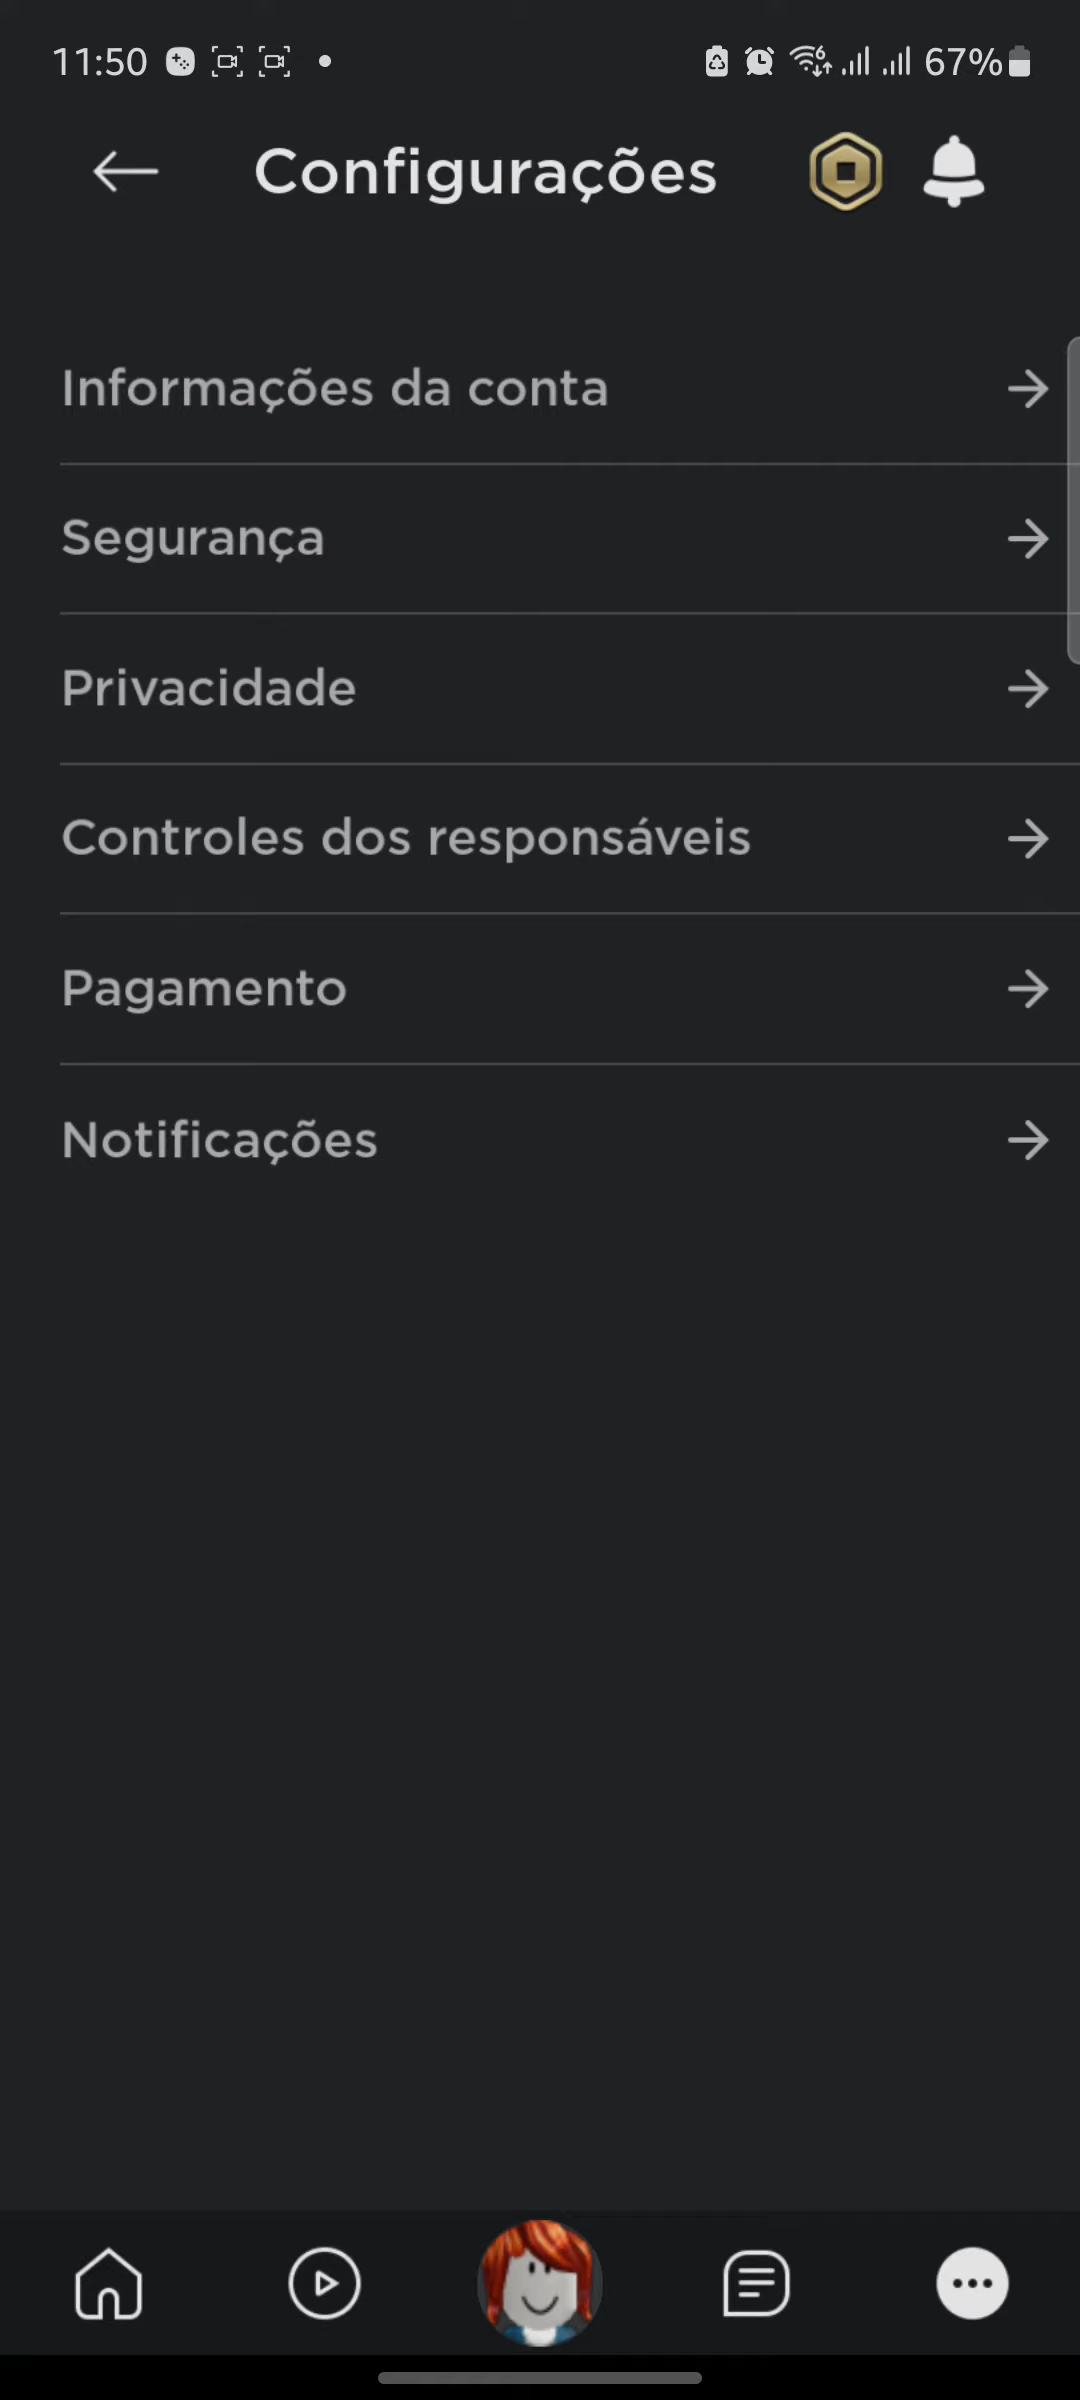 11:50
67%
Configurações
Informações da conta
Segurança
Privacidade
Controles dos responsáveis
Pagamento
Notificações